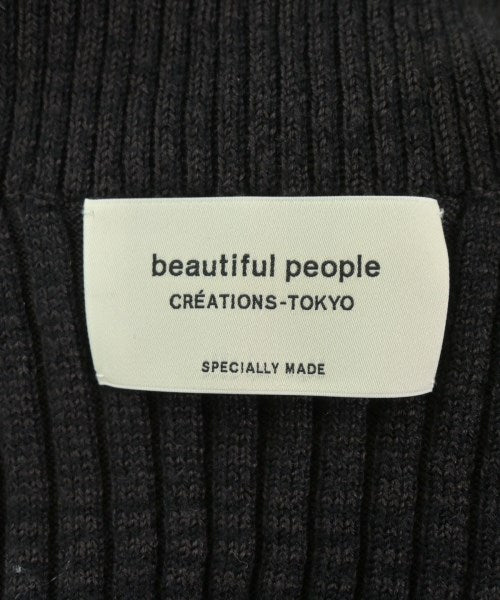 beautiful people
CRÉATIONS-TOKYO
SPECIALLY MADE